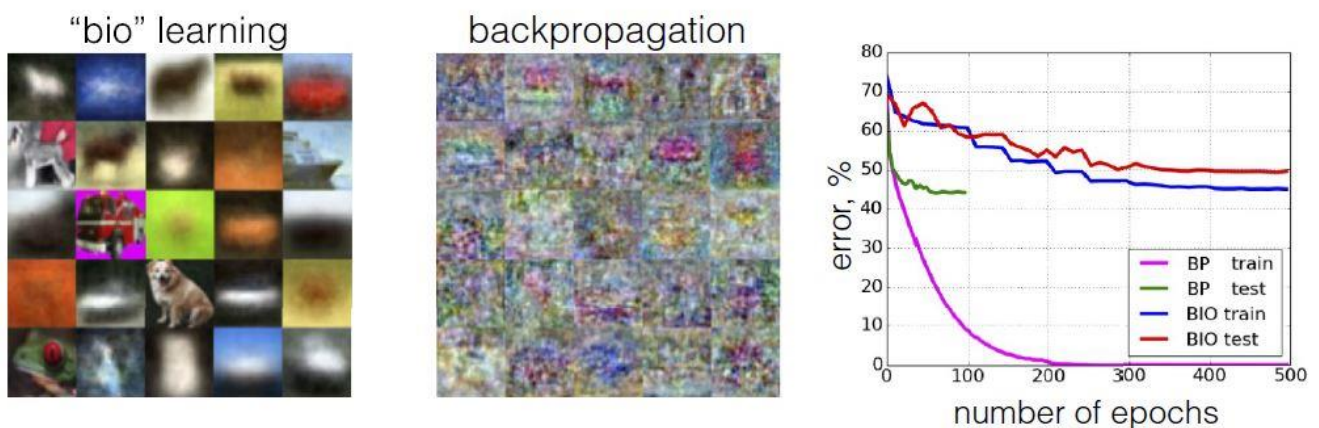 “bio” learning
backpropagation
80
70
60
50
40
30
20
10
0
error, %
BP train
BP test
BIO train
BIO test
0 100 200 300 400 500
number of epochs